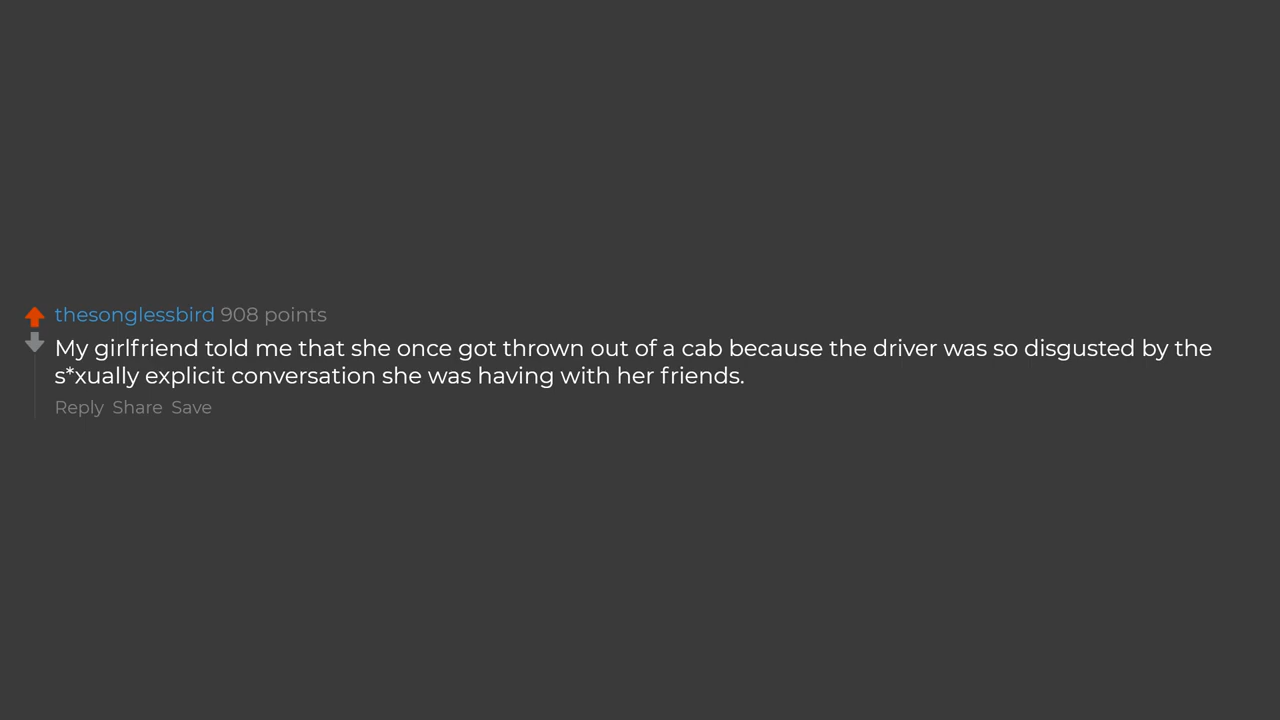 thesonglessbird 908 points
My girlfriend told me that she once got thrown out of a cab because the driver was so disgusted by the
s*xually explicit conversation she was having with her friends.
Reply Share Save